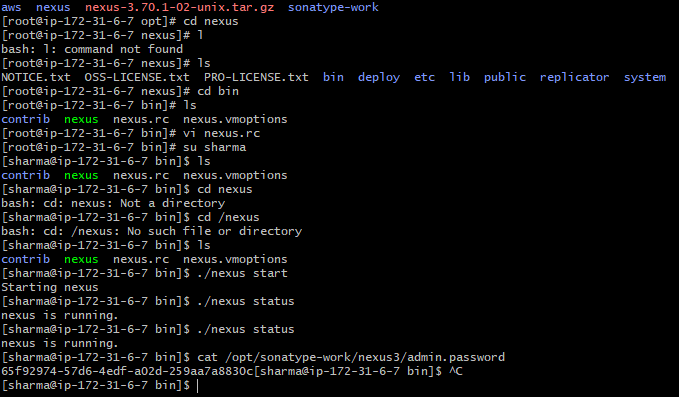 aws  nexus  nexus-3.70.1-02-unix.tar.gz  sonatype-work
[root@ip-172-31-6-7 opt]# cd nexus
[root@ip-172-31-6-7 nexus]# l
bash: l: command not found
[root@ip-172-31-6-7 nexus]# ls
NOTICE.txt  OSS-LICENSE.txt  PRO-LICENSE.txt  bin  deploy  etc  lib  public  replicator  system
[root@ip-172-31-6-7 nexus]# cd bin
[root@ip-172-31-6-7 bin]# ls
contrib  nexus  nexus.rc  nexus.vmoptions
[root@ip-172-31-6-7 bin]# vi nexus.rc
[root@ip-172-31-6-7 bin]# su sharma
[sharma@ip-172-31-6-7 bin]$ ls
contrib  nexus  nexus.rc  nexus.vmoptions
[sharma@ip-172-31-6-7 bin]$ cd nexus
bash: cd: nexus: Not a directory
[sharma@ip-172-31-6-7 bin]$ cd /nexus
bash: cd: /nexus: No such file or directory
[sharma@ip-172-31-6-7 bin]$ ls
contrib  nexus  nexus.rc  nexus.vmoptions
[sharma@ip-172-31-6-7 bin]$ ./nexus start
Starting nexus
[sharma@ip-172-31-6-7 bin]$ ./nexus status
nexus is running.
[sharma@ip-172-31-6-7 bin]$ ./nexus status
nexus is running.
[sharma@ip-172-31-6-7 bin]$ cat /opt/sonatype-work/nexus3/admin.password
65f92974-57d6-4edf-a02d-259aa7a8830c[sharma@ip-172-31-6-7 bin]$ ^C
[sharma@ip-172-31-6-7 bin]$